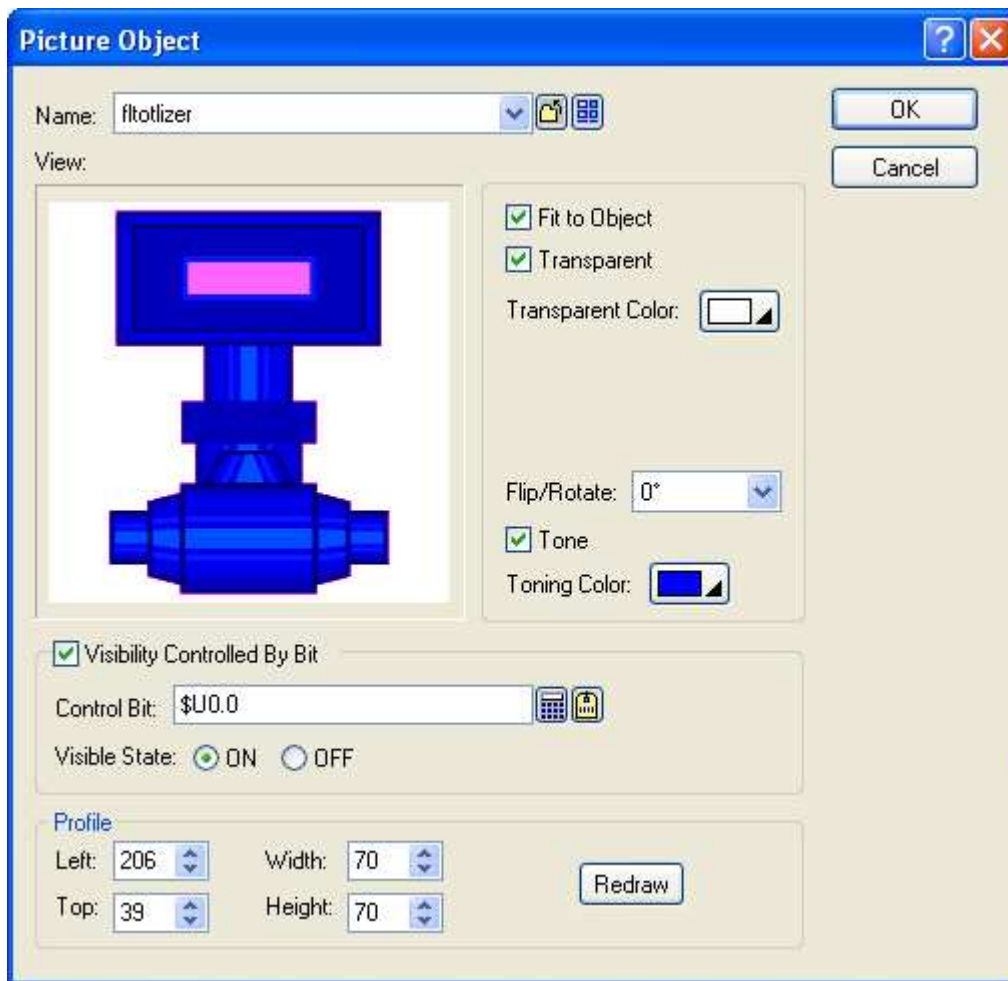 Picture Object
?
Name: fltotlizer
OK
View:
Cancel
Fit to Object
Transparent
Transparent Color:
Flip/Rotate: 0°
Tone
Toning Color:
Visibility Controlled By Bit
Control Bit: $U0.0
Visible State: ON OFF
Profile
Left: 206 Width: 70
Redraw
Top: 39 Height: 70